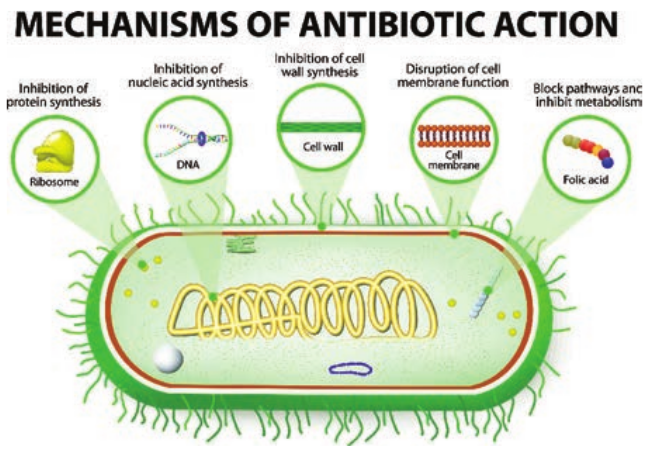 MECHANISMS OF ANTIBIOTIC ACTION
Inhibition of
protein synthesis
Ribosome
Inhibition of
nucleic acid synthesis
DNA
Inhibition of cell
wall synthesis
Cell wall
Disruption of cell
membrane function
Cell
membrane
Block pathways and
inhibit metabolism
Folic acid